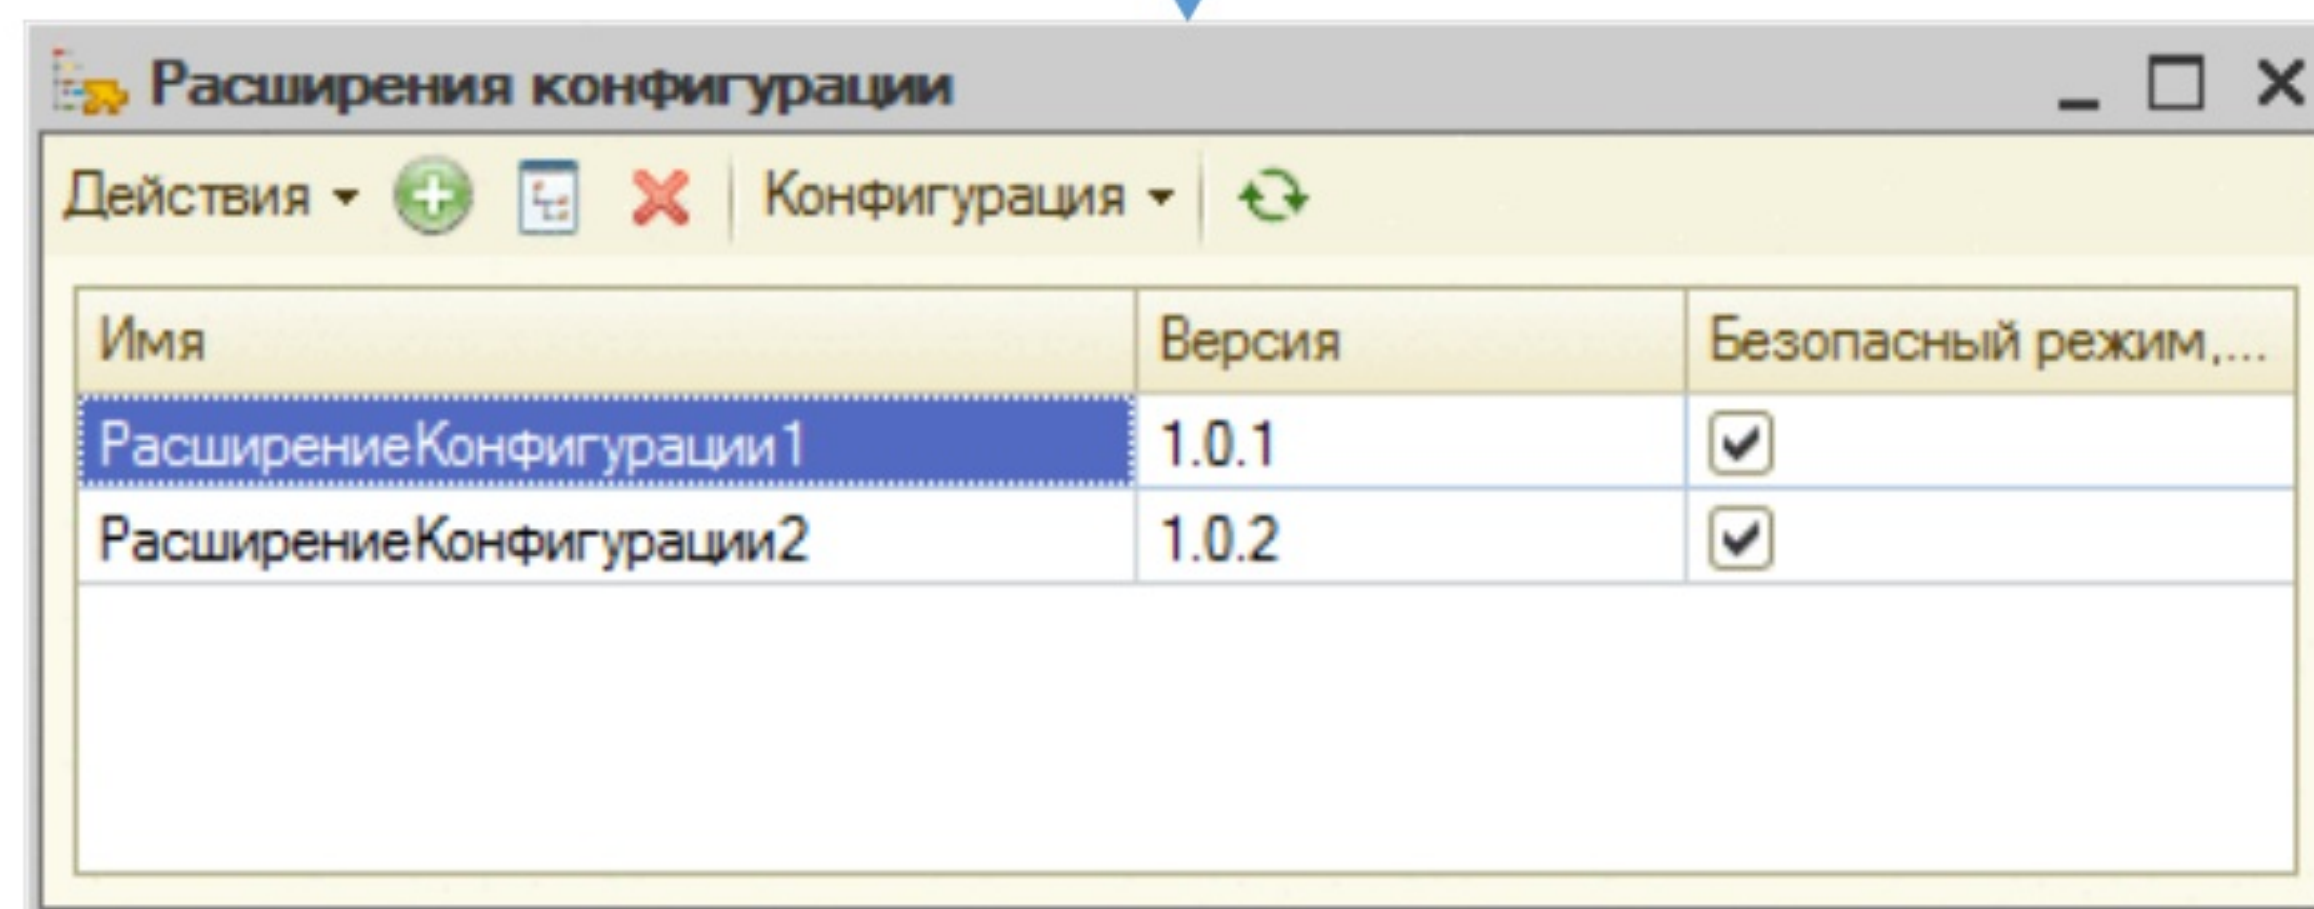 Расширения конфигурации
Действия Конфигурация
Имя Версия Безопасный режим,...
РасширениеКонфигурации1 1.0.1
РасширениеКонфигурации2 1.0.2